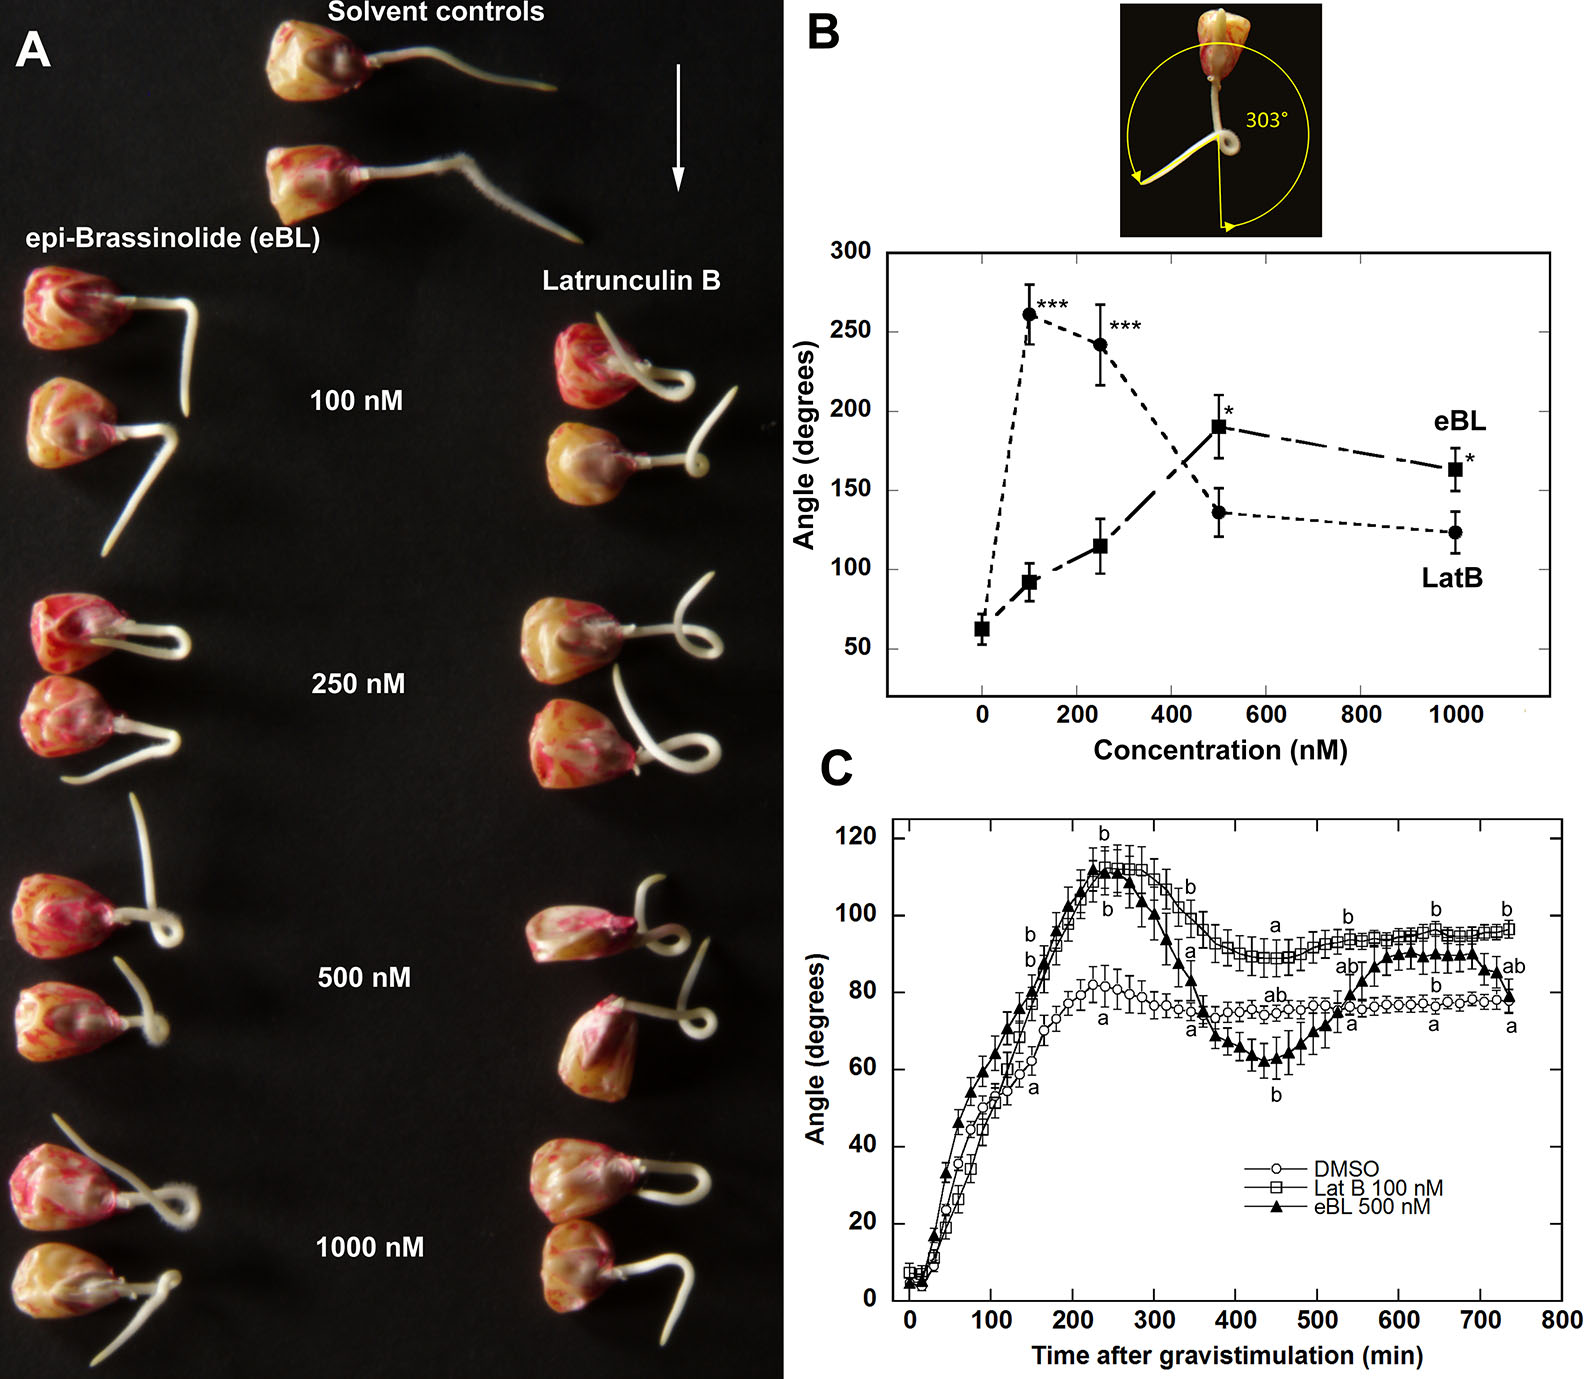 A
Solvent controls
epi-Brassinolide (eBL)
Latrunculin B
100 nM
250 nM
500 nM
1000 nM
B
303°
300
250
200
150
100
50
Angle (degrees)
***
***
*
*
eBL
LatB
0 200 400 600 800 1000
Concentration (nM)
C
120
100
80
60
40
20
0
Angle (degrees)
b
b
b
b
b
a
a
a
a
a
ab
b
b
ab
a
b
b
a
b
ab
a
DMSO
Lat B 100 nM
eBL 500 nM
0 100 200 300 400 500 600 700 800
Time after gravistimulation (min)